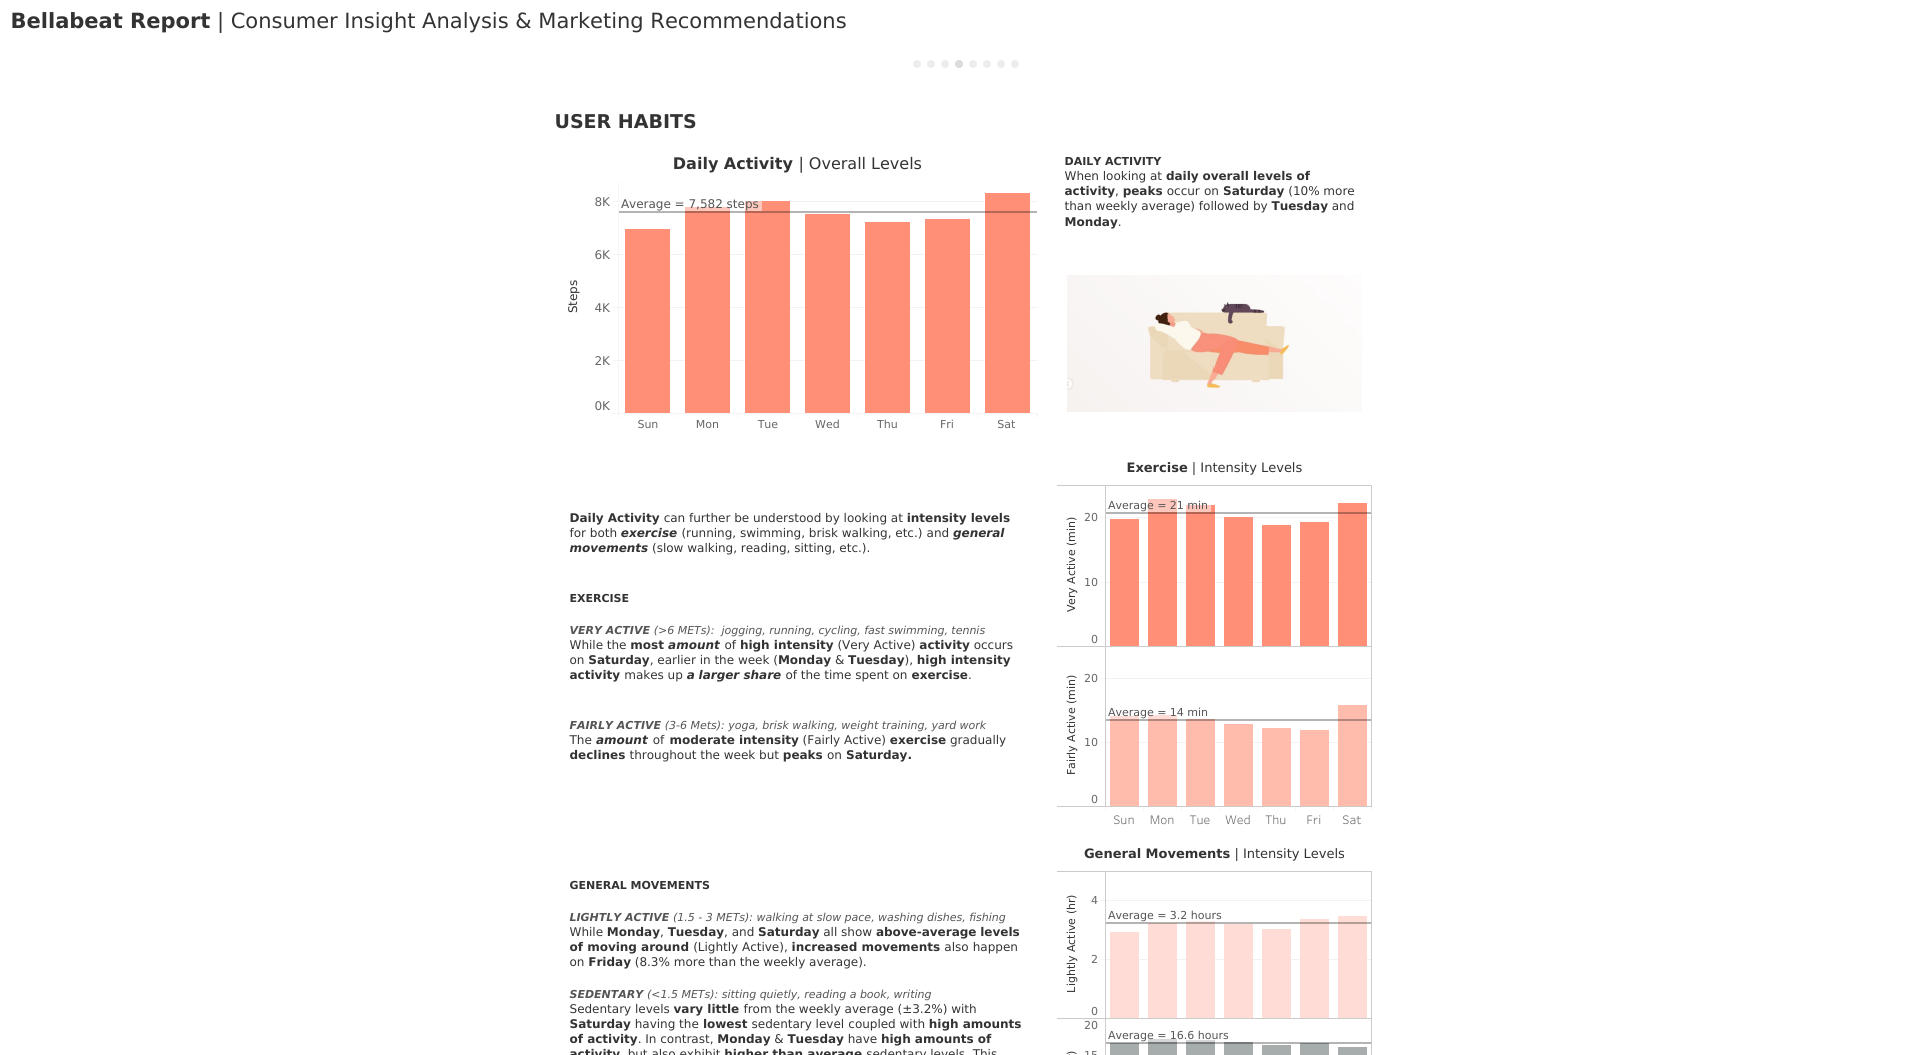 Bellabeat Report | Consumer Insight Analysis & Marketing Recommendations
USER HABITS
Daily Activity | Overall Levels
Average = 7,582 steps
8K
6K
4K
2K
0K
Steps
Sun Mon Tue Wed Thu Fri Sat
DAILY ACTIVITY
When looking at daily overall levels of
activity, peaks occur on Saturday (10% more
than weekly average) followed by Tuesday and
Monday.
Daily Activity can further be understood by looking at intensity levels
for both exercise (running, swimming, brisk walking, etc.) and general
movements (slow walking, reading, sitting, etc.).
EXERCISE
VERY ACTIVE (>6 METs): jogging, running, cycling, fast swimming, tennis
While the most amount of high intensity (Very Active) activity occurs
on Saturday, earlier in the week (Monday & Tuesday), high intensity
activity makes up a larger share of the time spent on exercise.
FAIRLY ACTIVE (3-6 Mets): yoga, brisk walking, weight training, yard work
The amount of moderate intensity (Fairly Active) exercise gradually
declines throughout the week but peaks on Saturday.
Exercise | Intensity Levels
Average = 21 min
20
10
0
Very Active (min)
Average = 14 min
20
10
0
Fairly Active (min)
Sun Mon Tue Wed Thu Fri Sat
GENERAL MOVEMENTS
LIGHTLY ACTIVE (1.5 - 3 METs): walking at slow pace, washing dishes, fishing
While Monday, Tuesday, and Saturday all show above-average levels
of moving around (Lightly Active), increased movements also happen
on Friday (8.3% more than the weekly average).
SEDENTARY (<1.5 METs): sitting quietly, reading a book, writing
Sedentary levels vary little from the weekly average (±3.2%) with
Saturday having the lowest sedentary level coupled with high amounts
of activity. In contrast, Monday & Tuesday have high amounts of
activity, but also exhibit higher than average sedentary levels. This
General Movements | Intensity Levels
Average = 3.2 hours
4
2
0
Lightly Active (hr)
Average = 16.6 hours
20
15